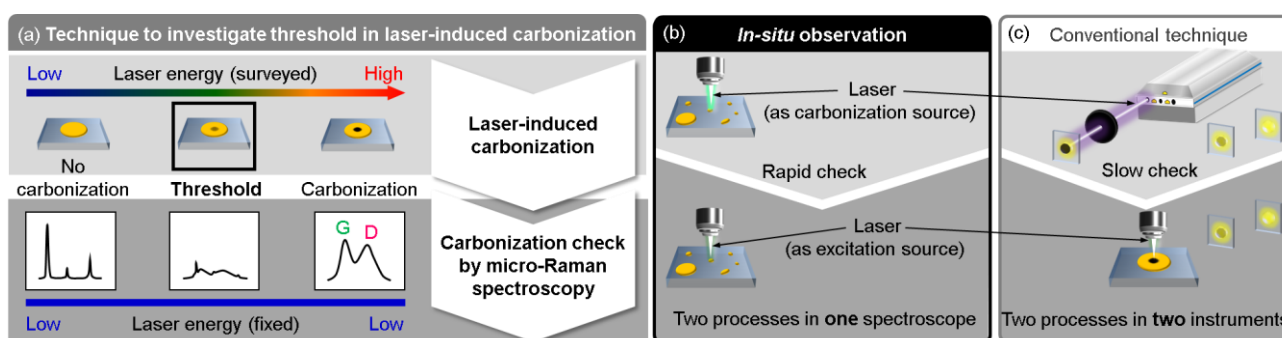 (a) Technique to investigate threshold in laser-induced carbonization
Low
Laser energy (surveyed)
High
No
carbonization
Threshold
Carbonization
G
D
Low
Laser energy (fixed)
Low
Laser-induced
carbonization
Carbonization check
by micro-Raman
spectroscopy
(b)
In-situ observation
Laser
(as carbonization source)
Rapid check
Laser
(as excitation source)
Two processes in one spectroscope
(c)
Conventional technique
Slow check
Two processes in two instruments